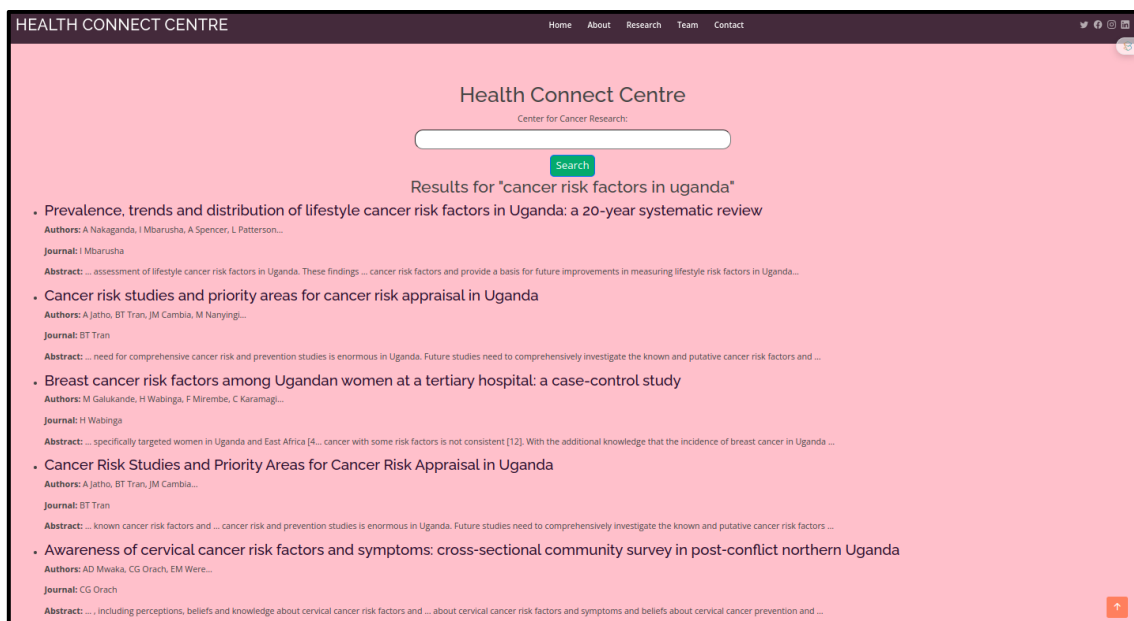 HEALTH CONNECT CENTRE
Home About Research Team Contact
Health Connect Centre
Center for Cancer Research:
Search
Results for "cancer risk factors in uganda"
Prevalence, trends and distribution of lifestyle cancer risk factors in Uganda: a 20-year systematic review
Authors: A Nakaganda, I Mbarusha, A Spencer, L Patterson...
Journal: I Mbarusha
Abstract: ... assessment of lifestyle cancer risk factors in Uganda. These findings ... cancer risk factors and provide a basis for future improvements in measuring lifestyle risk factors in Uganda...
Cancer risk studies and priority areas for cancer risk appraisal in Uganda
Authors: A Jatho, BT Tran, JM Cambia, M Nanyingi...
Journal: BT Tran
Abstract: ... need for comprehensive cancer risk and prevention studies is enormous in Uganda. Future studies need to comprehensively investigate the known and putative cancer risk factors and ...
Breast cancer risk factors among Ugandan women at a tertiary hospital: a case-control study
Authors: M Galukande, H Wabinga, F Mirembe, C Karamagi...
Journal: H Wabinga
Abstract: ... specifically targeted women in Uganda and East Africa [4... cancer with some risk factors is not consistent [12]. With the additional knowledge that the incidence of breast cancer in Uganda ...
Cancer Risk Studies and Priority Areas for Cancer Risk Appraisal in Uganda
Authors: A Jatho, BT Tran, JM Cambia...
Journal: BT Tran
Abstract: ... known cancer risk factors and ... cancer risk and prevention studies is enormous in Uganda. Future studies need to comprehensively investigate the known and putative cancer risk factors ...
Awareness of cervical cancer risk factors and symptoms: cross-sectional community survey in post-conflict northern Uganda
Authors: AD Mwaka, CG Orach, EM Were...
Journal: CG Orach
Abstract: ... , including perceptions, beliefs and knowledge about cervical cancer risk factors and ... about cervical cancer risk factors and symptoms and beliefs about cervical cancer prevention and ...